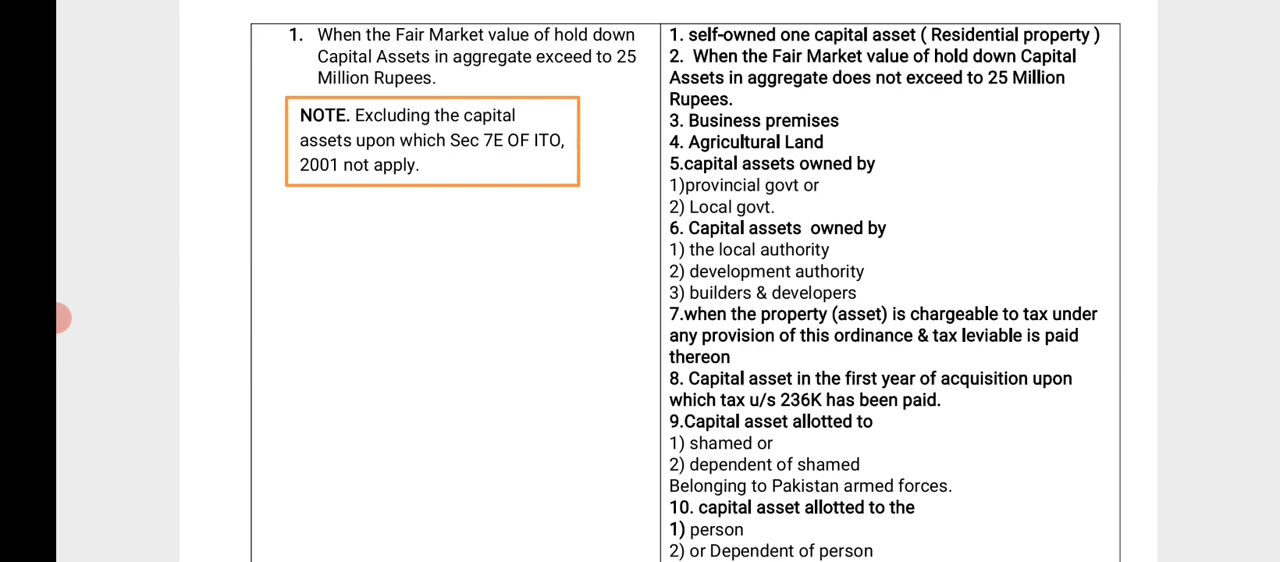 1. When the Fair Market value of hold down
Capital Assets in aggregate exceed to 25
Million Rupees.
NOTE. Excluding the capital
assets upon which Sec 7E OF ITO,
2001 not apply.
1. self-owned one capital asset ( Residential property )
2. When the Fair Market value of hold down Capital
Assets in aggregate does not exceed to 25 Million
Rupees.
3. Business premises
4. Agricultural Land
5.capital assets owned by
1)provincial govt or
2) Local govt.
6. Capital assets owned by
1) the local authority
2) development authority
3) builders & developers
7.when the property (asset) is chargeable to tax under
any provision of this ordinance & tax leviable is paid
thereon
8. Capital asset in the first year of acquisition upon
which tax u/s 236K has been paid.
9.Capital asset allotted to
1) shamed or
2) dependent of shamed
Belonging to Pakistan armed forces.
10. capital asset allotted to the
1) person
2) or Dependent of person